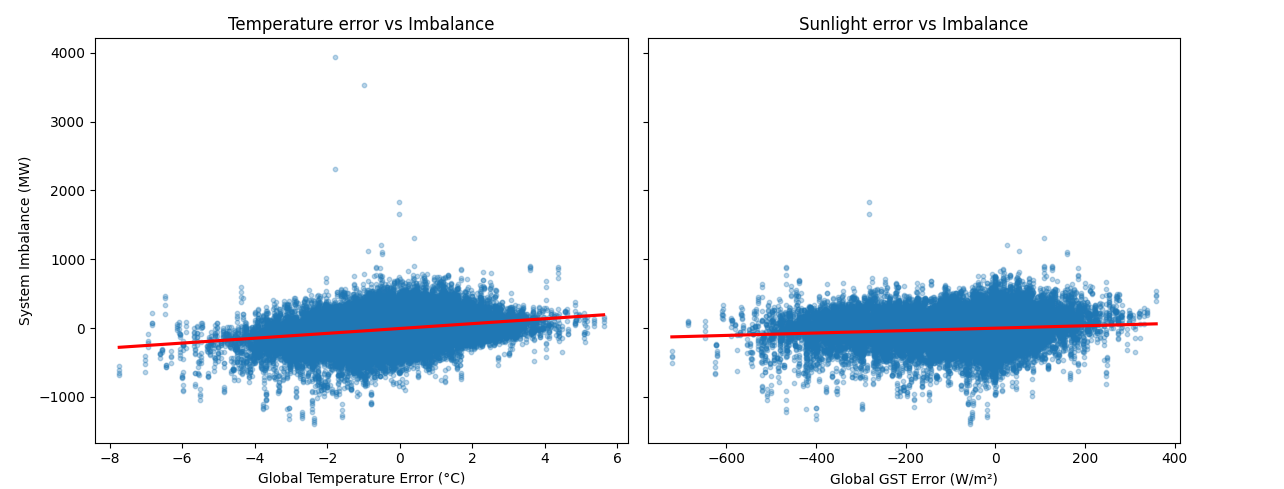 Temperature error vs Imbalance
Sunlight error vs Imbalance
System Imbalance (MW)
4000
3000
2000
1000
0
−1000
−8 −6 −4 −2 0 2 4 6
Global Temperature Error (°C)
−600 −400 −200 0 200 400
Global GST Error (W/m²)